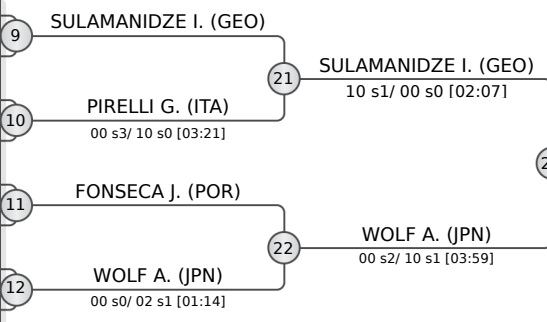 SULAMANIDZE I. (GEO)
9
21
SULAMANIDZE I. (GEO)
10 s1/ 00 s0 [02:07]
PIRELLI G. (ITA)
10
00 s3/ 10 s0 [03:21]
2
FONSECA J. (POR)
11
22
WOLF A. (JPN)
00 s2/ 10 s1 [03:59]
WOLF A. (JPN)
12
00 s0/ 02 s1 [01:14]